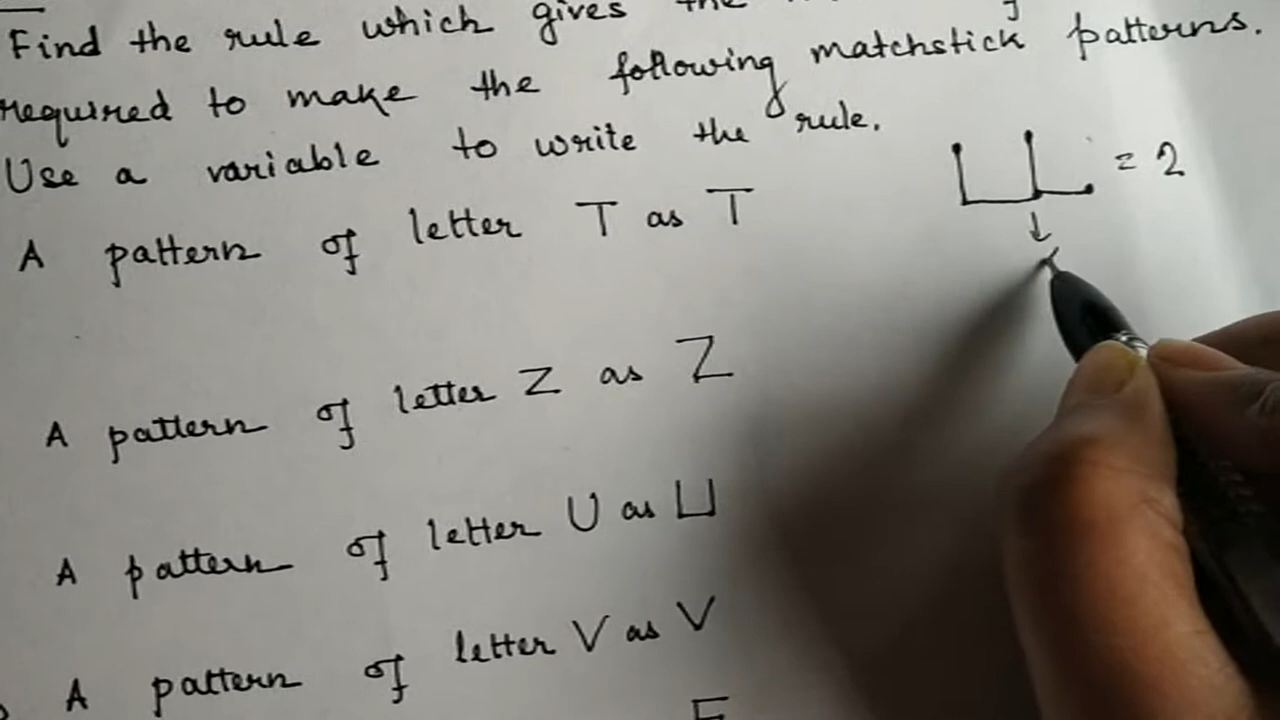 Find the rule which gives the
required to make the following matchstick patterns.
Use a variable to write the rule.
= 2
A pattern of letter T as T
A pattern of letter Z as Z
A pattern of letter U as U
A pattern of letter V as V
E